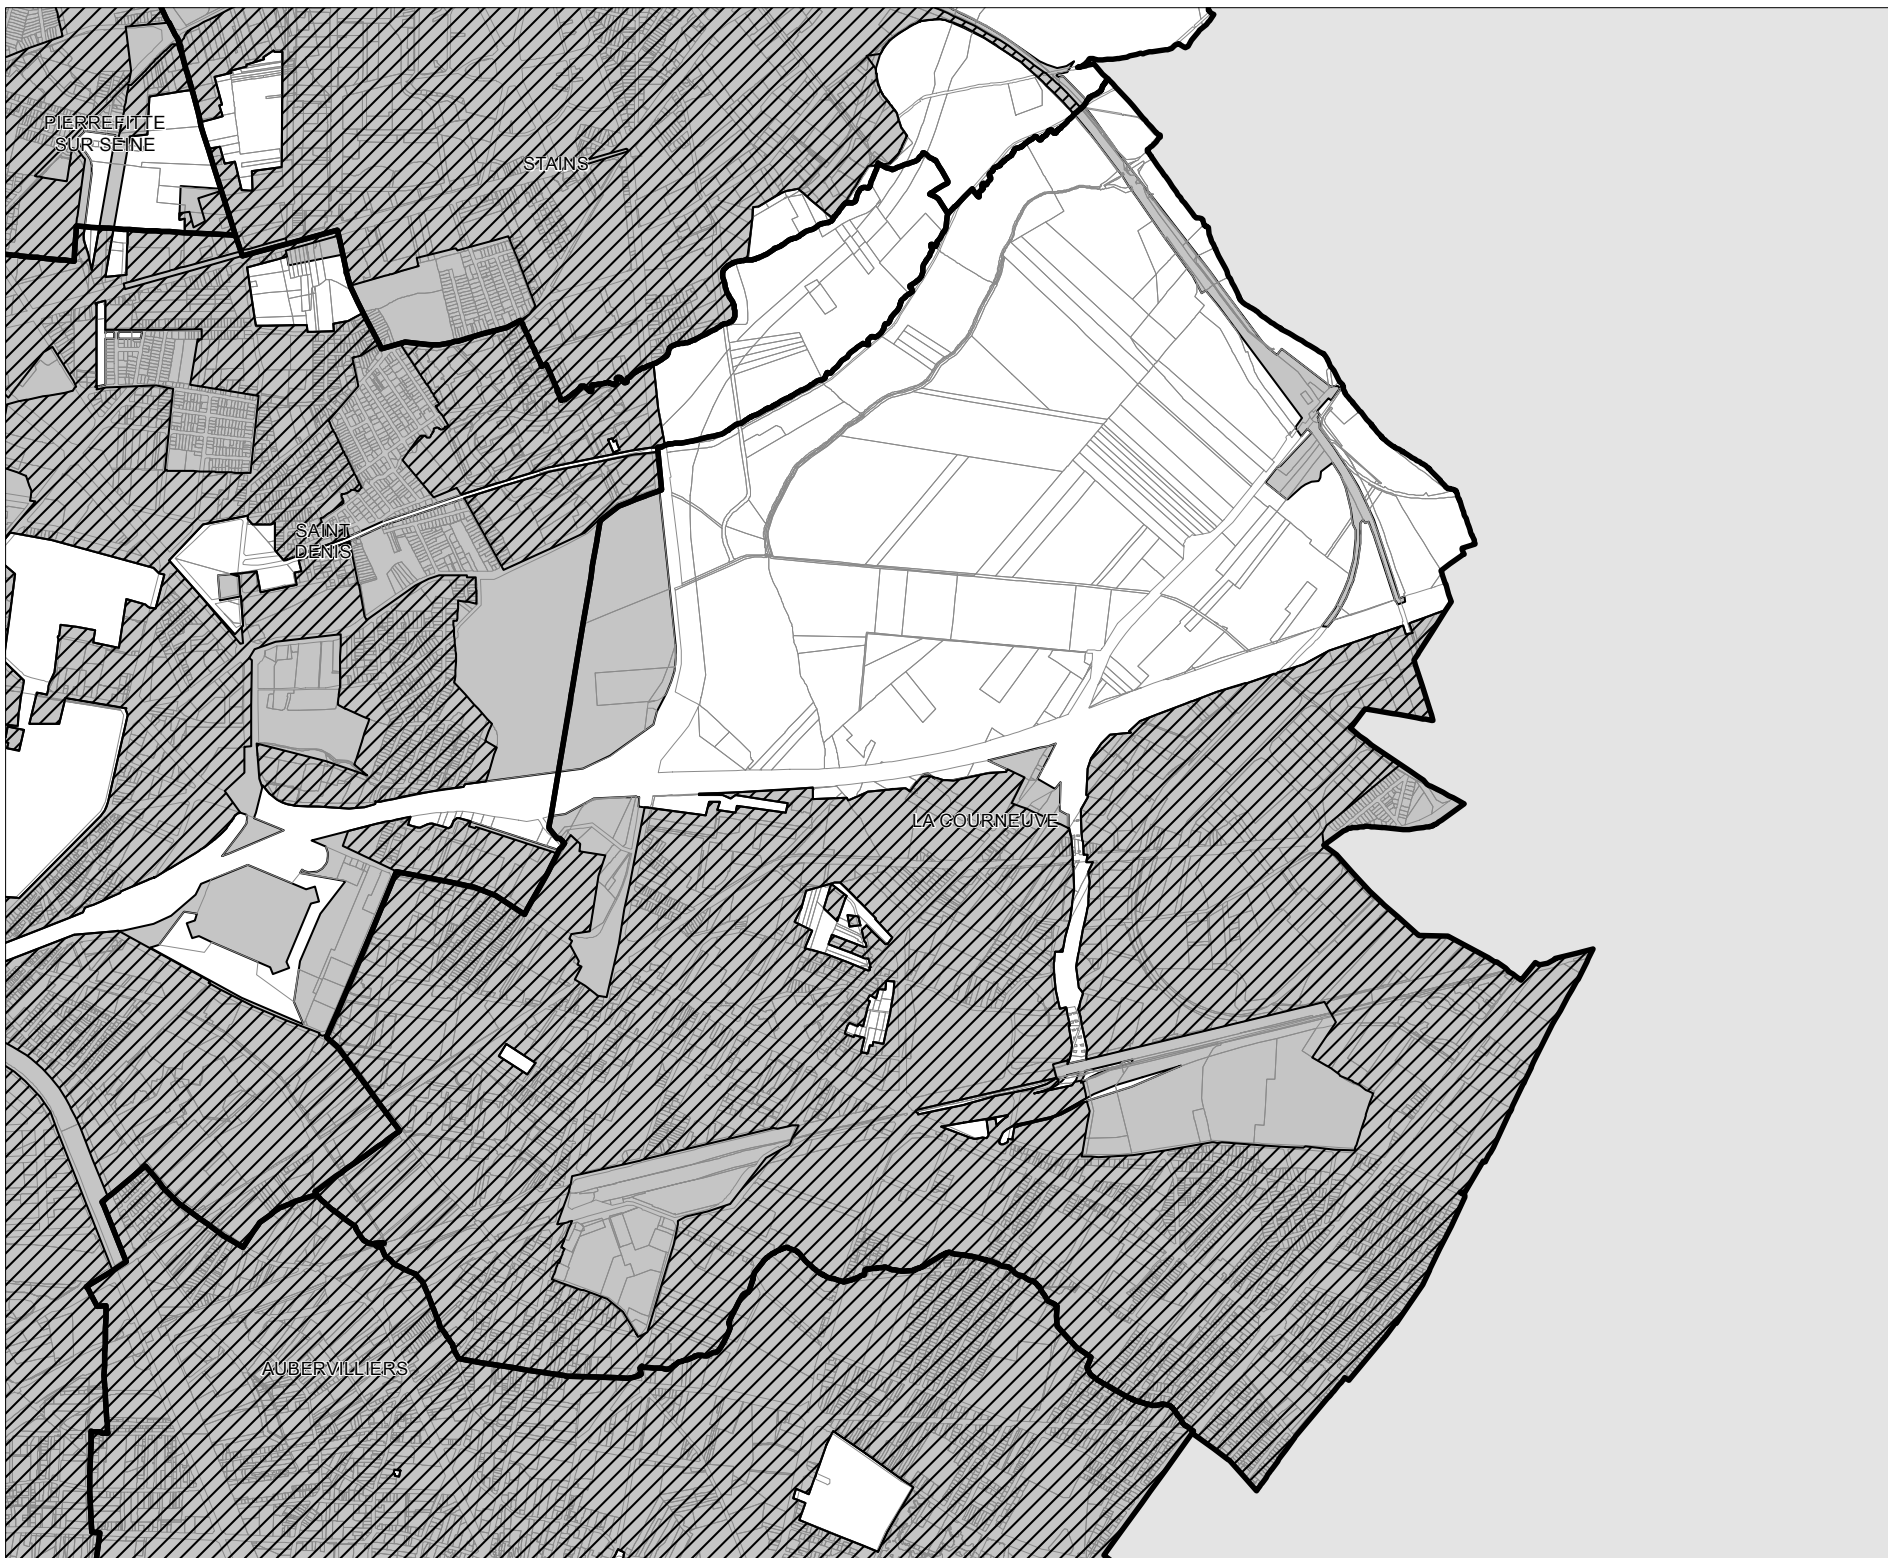 PIERREFITTE
SUR SEINE
STAINS
SAINT
DENIS
LA COURNEUVE
AUBERVILLIERS